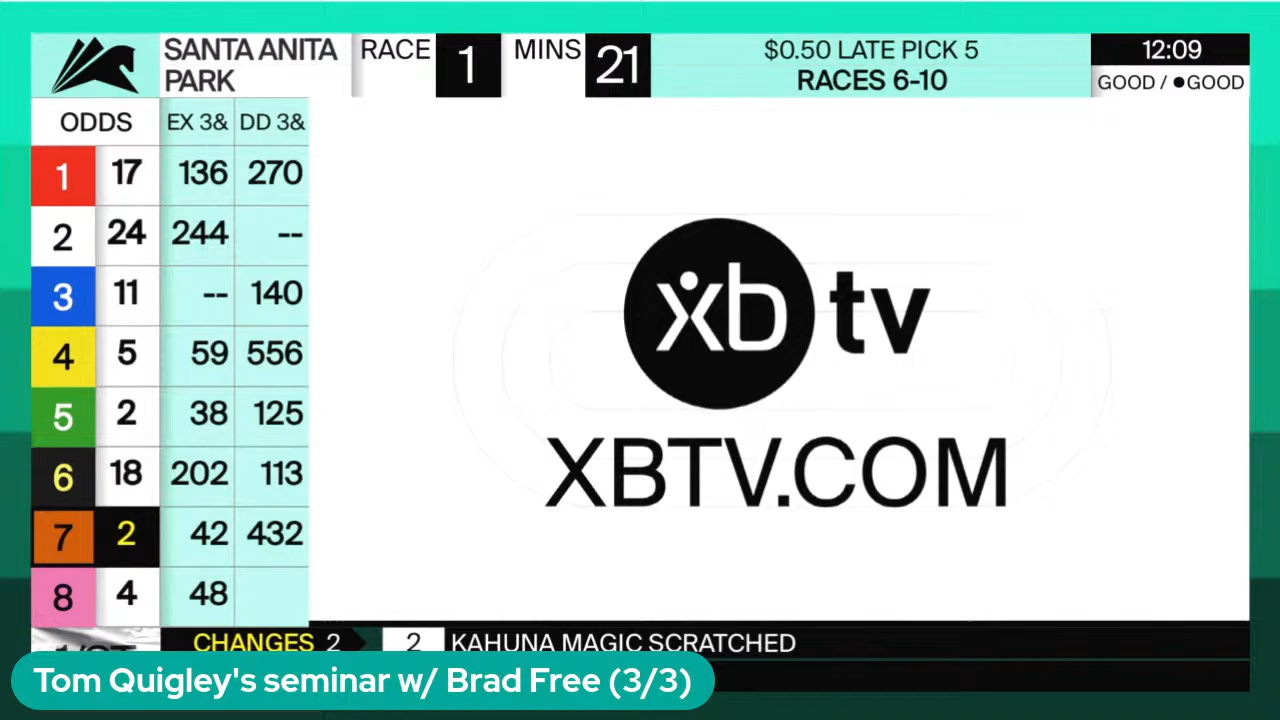 SANTA ANITA PARK
RACE 1 MINS 21
$0.50 LATE PICK 5
RACES 6-10
12:09
GOOD / ●GOOD
ODDS EX 3& DD 3&
1 17 136 270
2 24 244 --
3 11 -- 140
4 5 59 556
5 2 38 125
6 18 202 113
7 2 42 432
8 4 48
xb tv
XBTV.COM
CHANGES 2 2 KAHUNA MAGIC SCRATCHED
Tom Quigley's seminar w/ Brad Free (3/3)